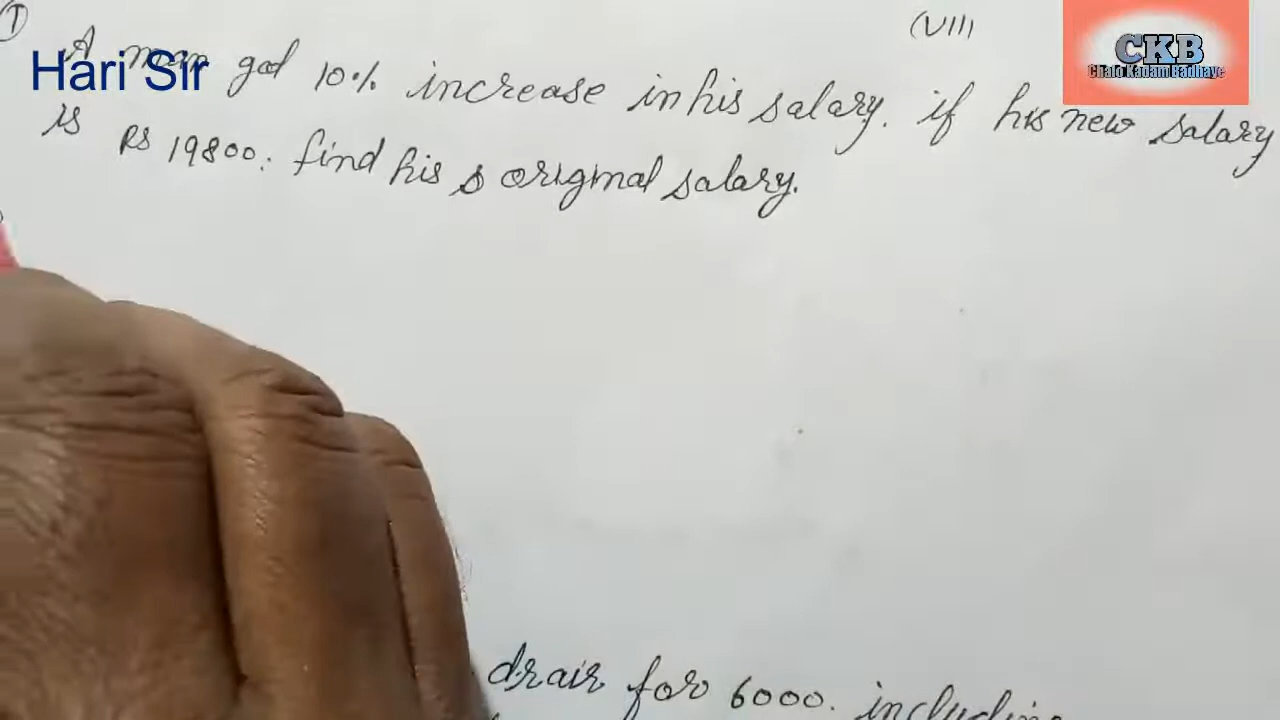 (VIII)
① A man got 10% increase in his salary. if his new salary
is Rs 19800. find his s original salary.
Hari Sir
CKB
Chalo Kadam Badhaye
drair for 6000. including